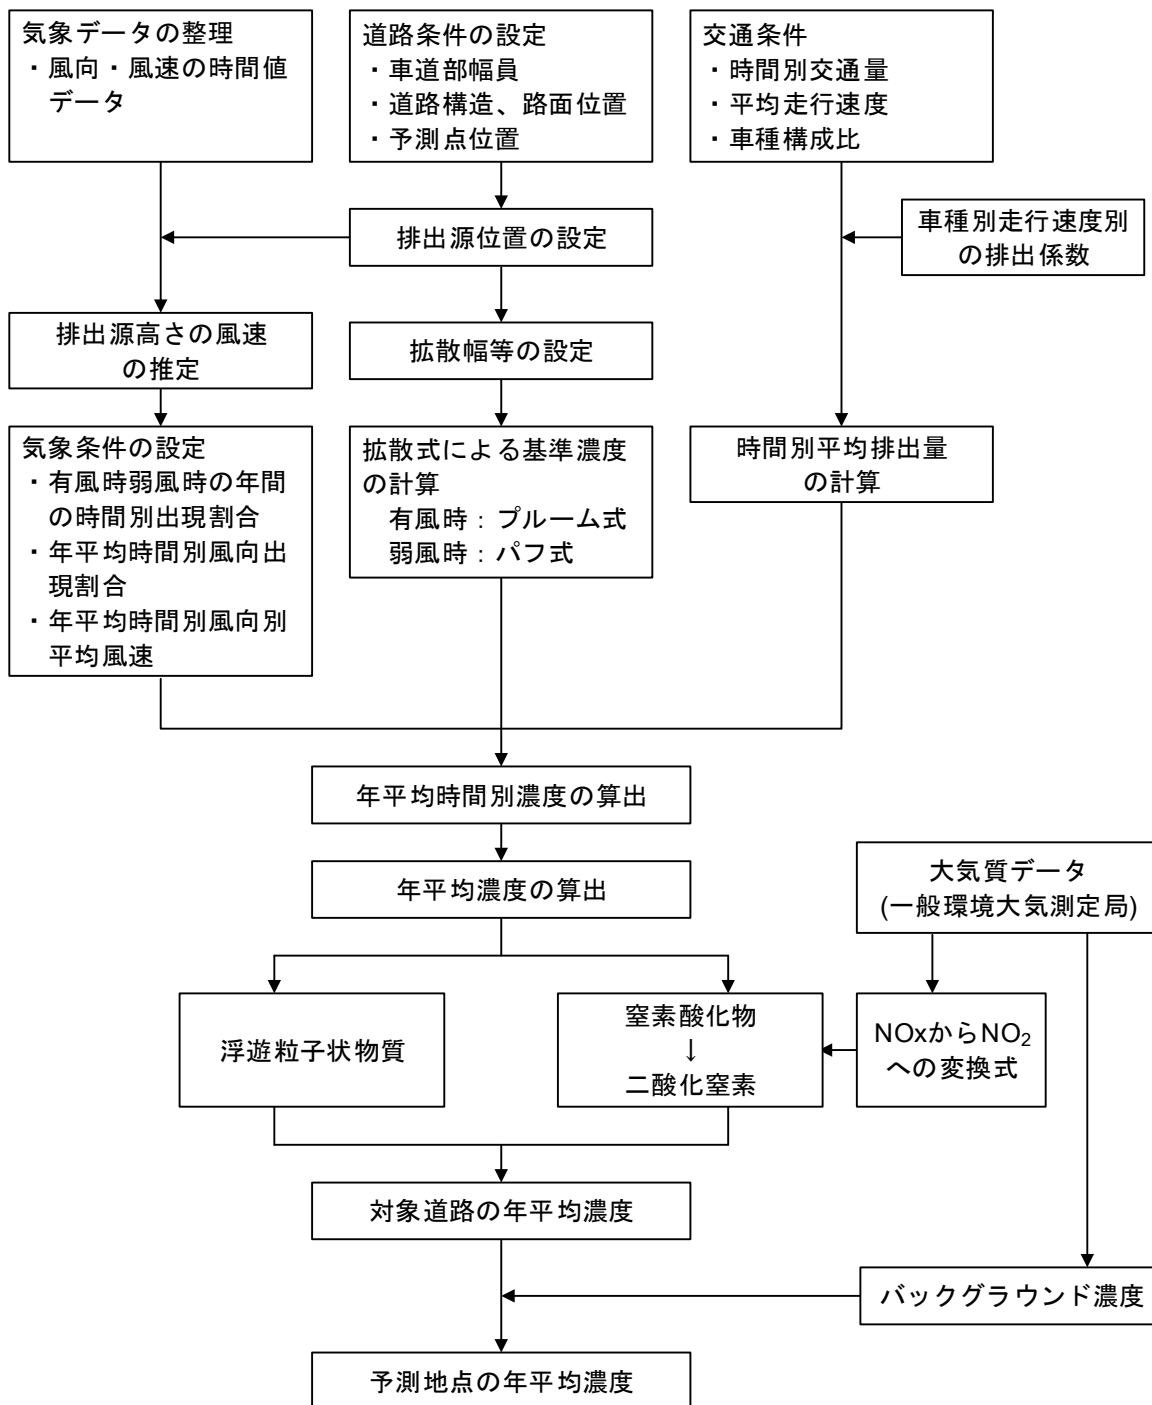 気象データの整理
・風向・風速の時間値
データ
道路条件の設定
・車道部幅員
・道路構造、路面位置
・予測点位置
交通条件
・時間別交通量
・平均走行速度
・車種構成比
排出源位置の設定
車種別走行速度別
の排出係数
排出源高さの風速
の推定
拡散幅等の設定
気象条件の設定
・有風時弱風時の年間
の時間別出現割合
・年平均時間別風向出
現割合
・年平均時間別風向別
平均風速
拡散式による基準濃度
の計算
有風時：プルーム式
弱風時：パフ式
時間別平均排出量
の計算
年平均時間別濃度の算出
年平均濃度の算出
大気質データ
(一般環境大気測定局)
浮遊粒子状物質
窒素酸化物
↓
二酸化窒素
NOxからNO₂
への変換式
対象道路の年平均濃度
バックグラウンド濃度
予測地点の年平均濃度